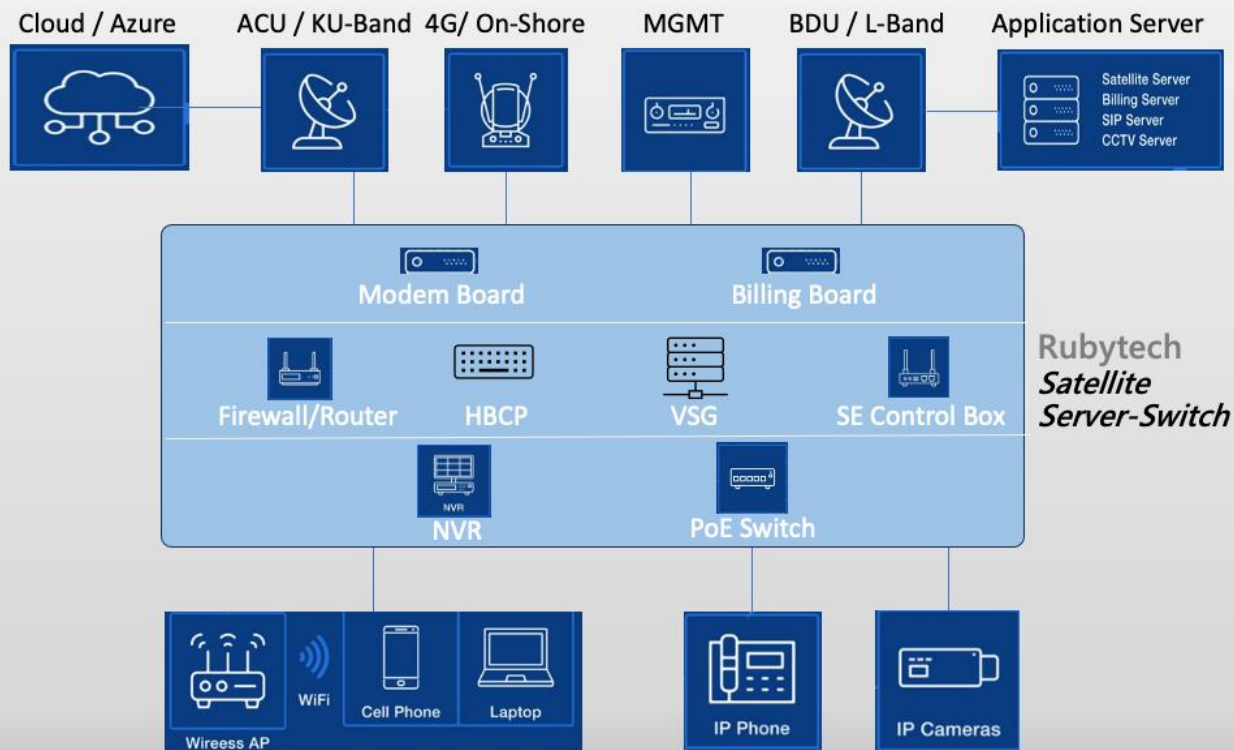 Cloud / Azure
ACU / KU-Band
4G/ On-Shore
MGMT
BDU / L-Band
Application Server
Satellite Server
Billing Server
SIP Server
CCTV Server
Modem Board
Billing Board
Firewall/Router
HBCP
VSG
SE Control Box
Rubytech
Satellite
Server-Switch
NVR
NVR
PoE Switch
WiFi
Cell Phone
Laptop
Wireess AP
IP Phone
IP Cameras